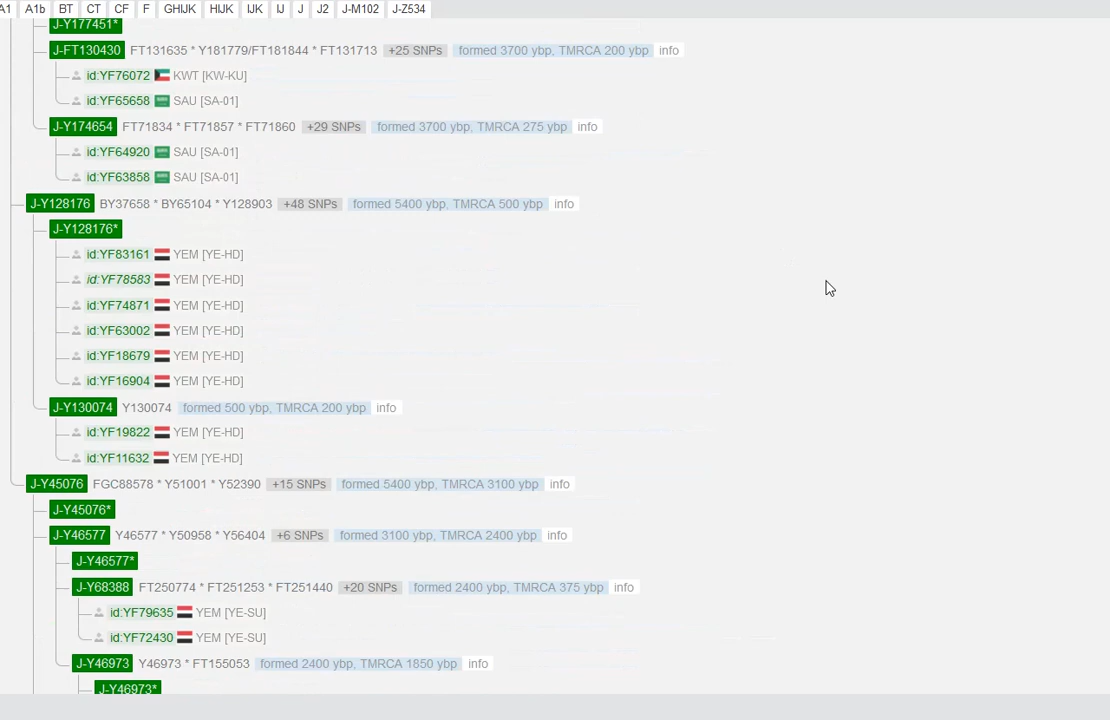 A1 A1b BT CT CF F GHIJK HIJK IJK IJ J J2 J-M102 J-Z534
J-Y177451*
J-FT130430 FT131635 * Y181779/FT181844 * FT131713 +25 SNPs formed 3700 ybp, TMRCA 200 ybp info
id:YF76072 KWT [KW-KU]
id:YF65658 SAU [SA-01]
J-Y174654 FT71834 * FT71857 * FT71860 +29 SNPs formed 3700 ybp, TMRCA 275 ybp info
id:YF64920 SAU [SA-01]
id:YF63858 SAU [SA-01]
J-Y128176 BY37658 * BY65104 * Y128903 +48 SNPs formed 5400 ybp, TMRCA 500 ybp info
J-Y128176*
id:YF83161 YEM [YE-HD]
id:YF78583 YEM [YE-HD]
id:YF74871 YEM [YE-HD]
id:YF63002 YEM [YE-HD]
id:YF18679 YEM [YE-HD]
id:YF16904 YEM [YE-HD]
J-Y130074 Y130074 formed 500 ybp, TMRCA 200 ybp info
id:YF19822 YEM [YE-HD]
id:YF11632 YEM [YE-HD]
J-Y45076 FGC88578 * Y51001 * Y52390 +15 SNPs formed 5400 ybp, TMRCA 3100 ybp info
J-Y45076*
J-Y46577 Y46577 * Y50958 * Y56404 +6 SNPs formed 3100 ybp, TMRCA 2400 ybp info
J-Y46577*
J-Y68388 FT250774 * FT251253 * FT251440 +20 SNPs formed 2400 ybp, TMRCA 375 ybp info
id:YF79635 YEM [YE-SU]
id:YF72430 YEM [YE-SU]
J-Y46973 Y46973 * FT155053 formed 2400 ybp, TMRCA 1850 ybp info
J-Y46973*